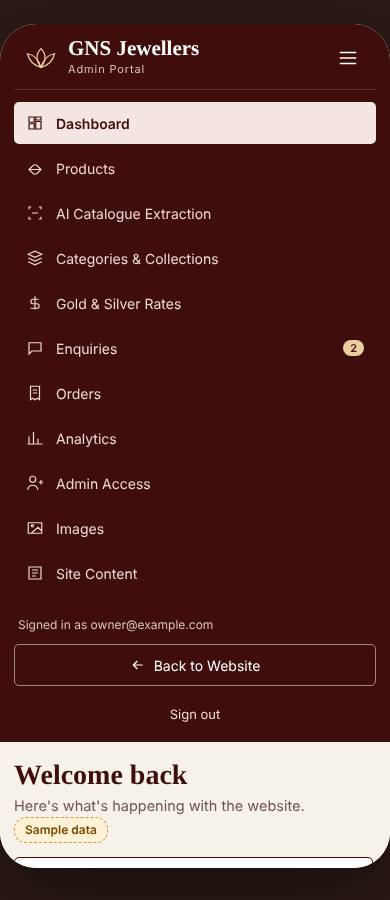 GNS Jewellers
Admin Portal
Dashboard
Products
AI Catalogue Extraction
Categories & Collections
Gold & Silver Rates
Enquiries 2
Orders
Analytics
Admin Access
Images
Site Content
Signed in as owner@example.com
Back to Website
Sign out
Welcome back
Here's what's happening with the website.
Sample data